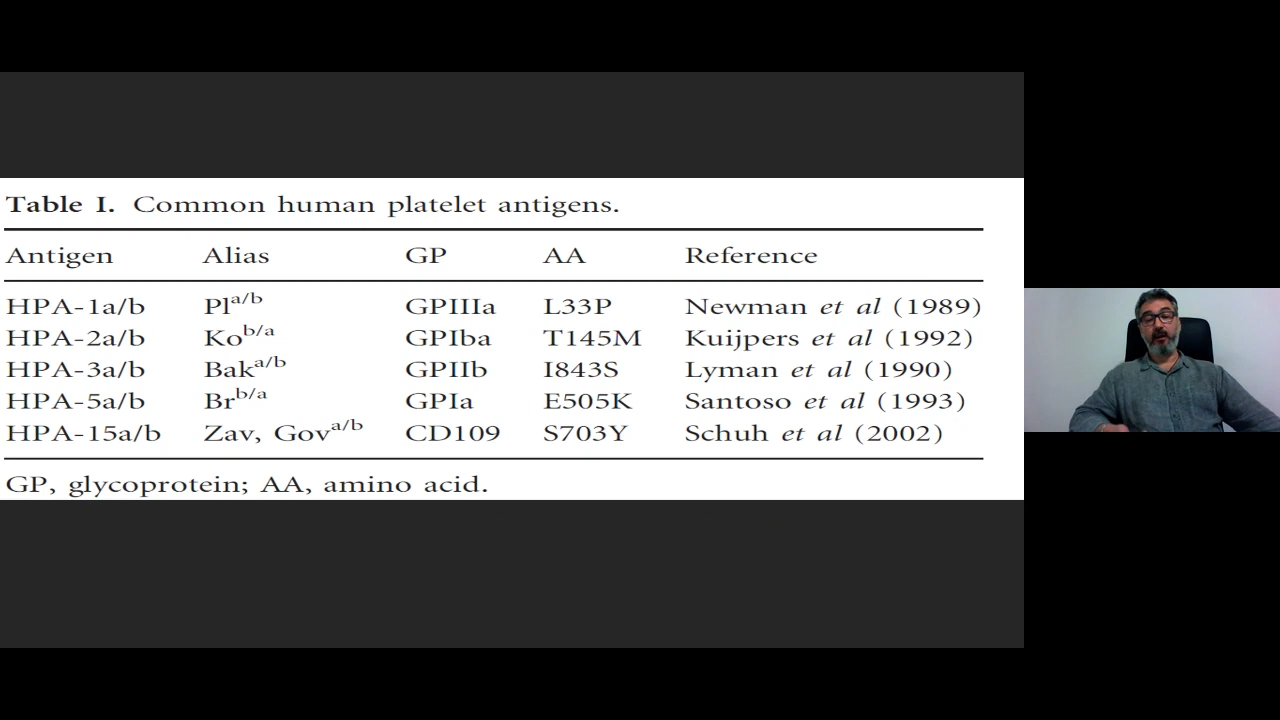 Table I. Common human platelet antigens.
Antigen Alias GP AA Reference
HPA-1a/b Pl^a/b GPIIIa L33P Newman et al (1989)
HPA-2a/b Ko^b/a GPIba T145M Kuijpers et al (1992)
HPA-3a/b Bak^a/b GPIIb I843S Lyman et al (1990)
HPA-5a/b Br^b/a GPIa E505K Santoso et al (1993)
HPA-15a/b Zav, Gov^a/b CD109 S703Y Schuh et al (2002)
GP, glycoprotein; AA, amino acid.